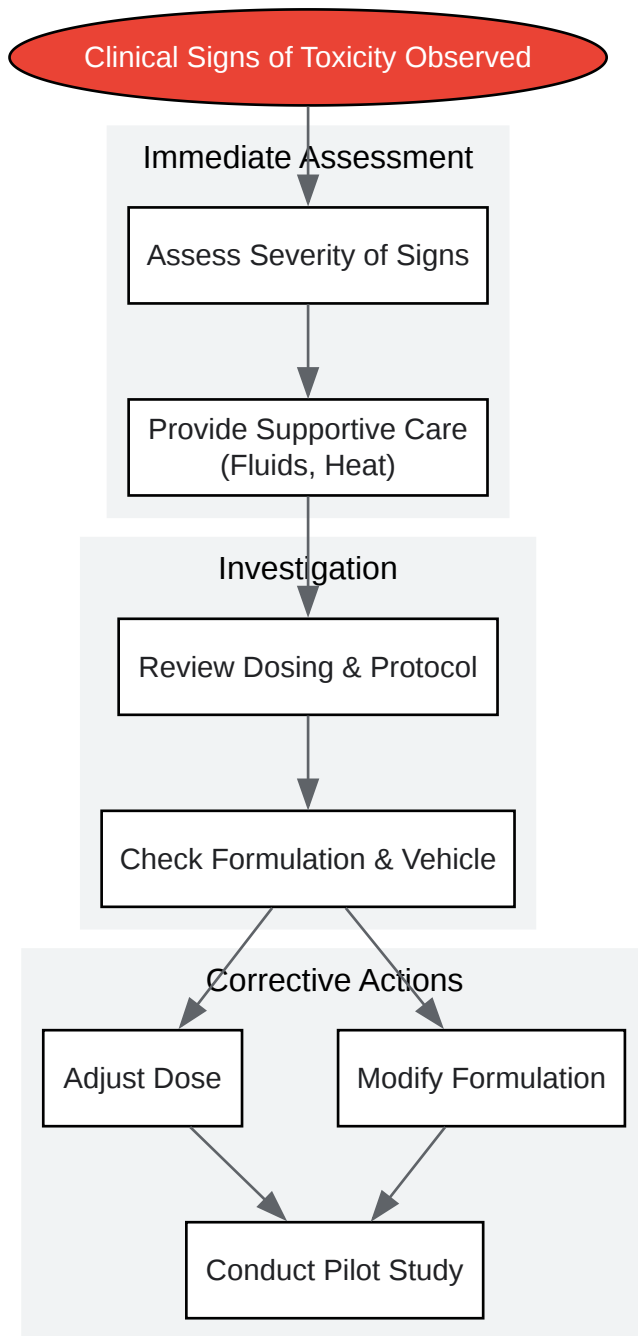 Clinical Signs of Toxicity Observed
Immediate Assessment
Assess Severity of Signs
Provide Supportive Care
(Fluids, Heat)
Investigation
Review Dosing & Protocol
Check Formulation & Vehicle
Corrective Actions
Adjust Dose
Modify Formulation
Conduct Pilot Study